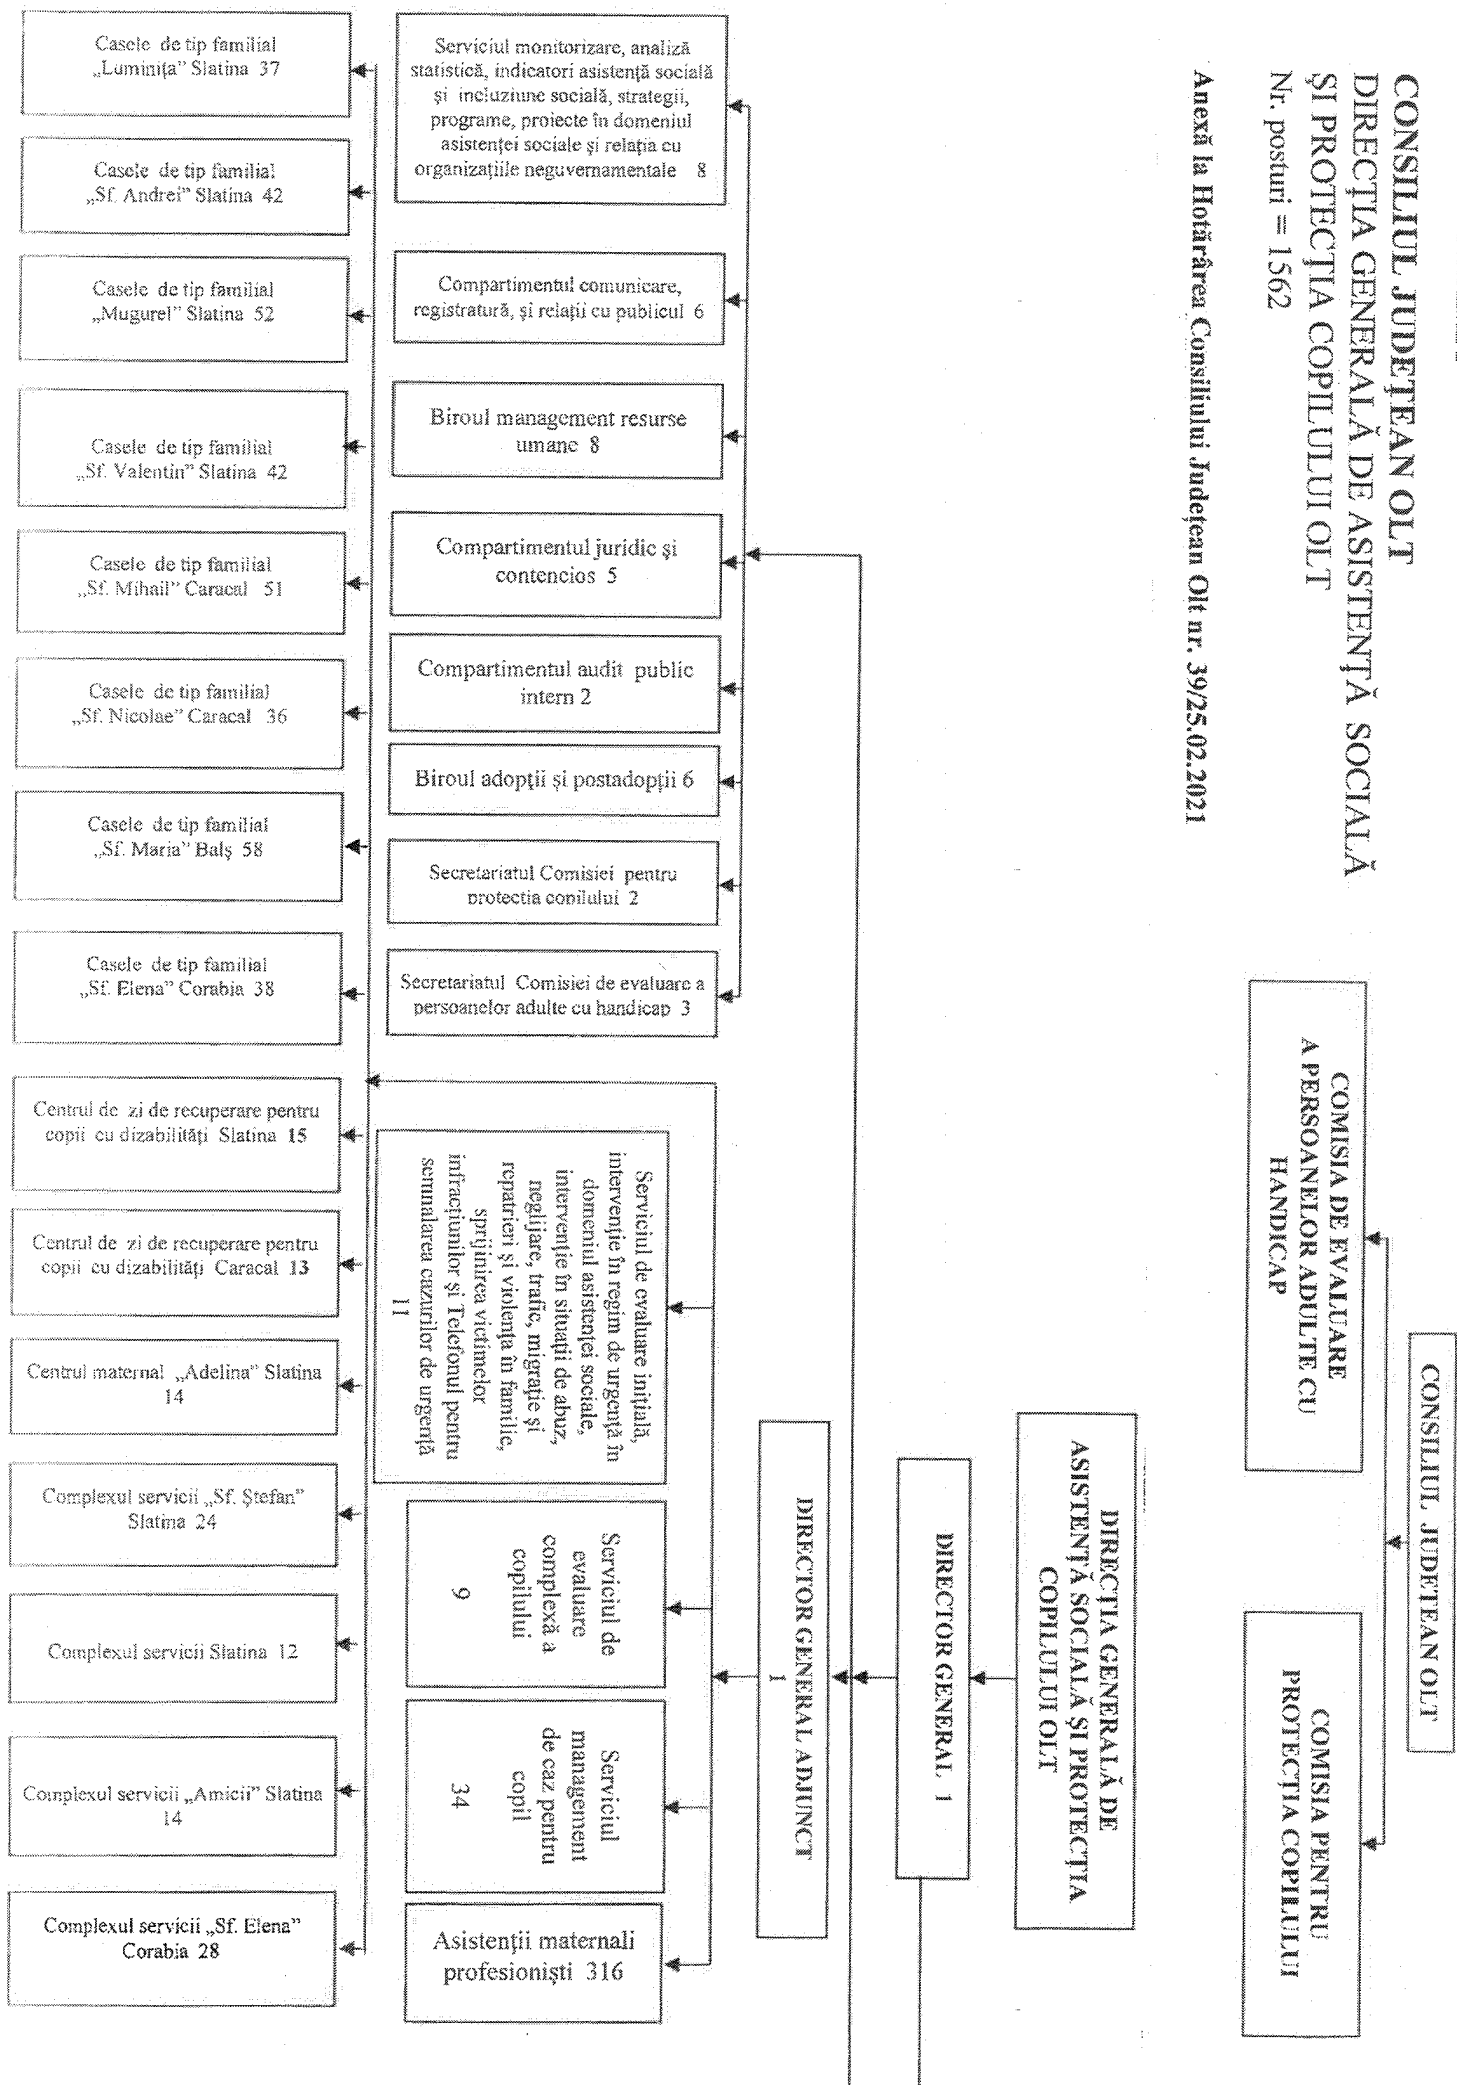 CONSILIUL JUDEȚEAN OLT
DIRECȚIA GENERALĂ DE ASISTENȚĂ SOCIALĂ
ȘI PROTECȚIA COPILULUI OLT
Nr. posturi = 1562
Anexă la Hotărârea Consiliului Județean Olt nr. 39/25.02.2021
CONSILIUL JUDEȚEAN OLT
COMISIA DE EVALUARE
A PERSOANELOR ADULTE CU
HANDICAP
COMISIA PENTRU
PROTECȚIA COPILULUI
DIRECȚIA GENERALĂ DE
ASISTENȚĂ SOCIALĂ ȘI PROTECȚIA
COPILULUI OLT
DIRECTOR GENERAL 1
DIRECTOR GENERAL ADJUNCT
1
Serviciul monitorizare, analiză
statistică, indicatori asistență socială
și incluziune socială, strategii,
programe, proiecte în domeniul
asistenței sociale și relația cu
organizațiile neguvernamentale 8
Compartimentul comunicare,
registratură, și relații cu publicul 6
Biroul management resurse
umane 8
Compartimentul juridic și
contencios 5
Compartimentul audit public
intern 2
Biroul adopții și postadopții 6
Secretariatul Comisiei pentru
protecția copilului 2
Secretariatul Comisiei de evaluare a
persoanelor adulte cu handicap 3
Serviciul de evaluare inițială,
intervenție în regim de urgență în
domeniul asistenței sociale,
intervenție în situații de abuz,
neglijare, trafic, migrație și
repatrieri și violența în familie,
sprijinirea victimelor
infracțiunilor și Telefonul pentru
semnalarea cazurilor de urgență
11
Serviciul de
evaluare
complexă a
copilului
9
Serviciul
management
de caz pentru
copil
34
Asistenții maternali
profesioniști 316
Casele de tip familial
„Luminița” Slatina 37
Casele de tip familial
„Sf. Andrei” Slatina 42
Casele de tip familial
„Mugurel” Slatina 52
Casele de tip familial
„Sf. Valentin” Slatina 42
Casele de tip familial
„Sf. Mihail” Caracal 51
Casele de tip familial
„Sf. Nicolae” Caracal 36
Casele de tip familial
„Sf. Maria” Balș 58
Casele de tip familial
„Sf. Elena” Corabia 38
Centrul de zi de recuperare pentru
copii cu dizabilități Slatina 15
Centrul de zi de recuperare pentru
copii cu dizabilități Caracal 13
Centrul maternal „Adelina” Slatina
14
Complexul servicii „Sf. Ștefan”
Slatina 24
Complexul servicii Slatina 12
Complexul servicii „Amicii” Slatina
14
Complexul servicii „Sf. Elena”
Corabia 28